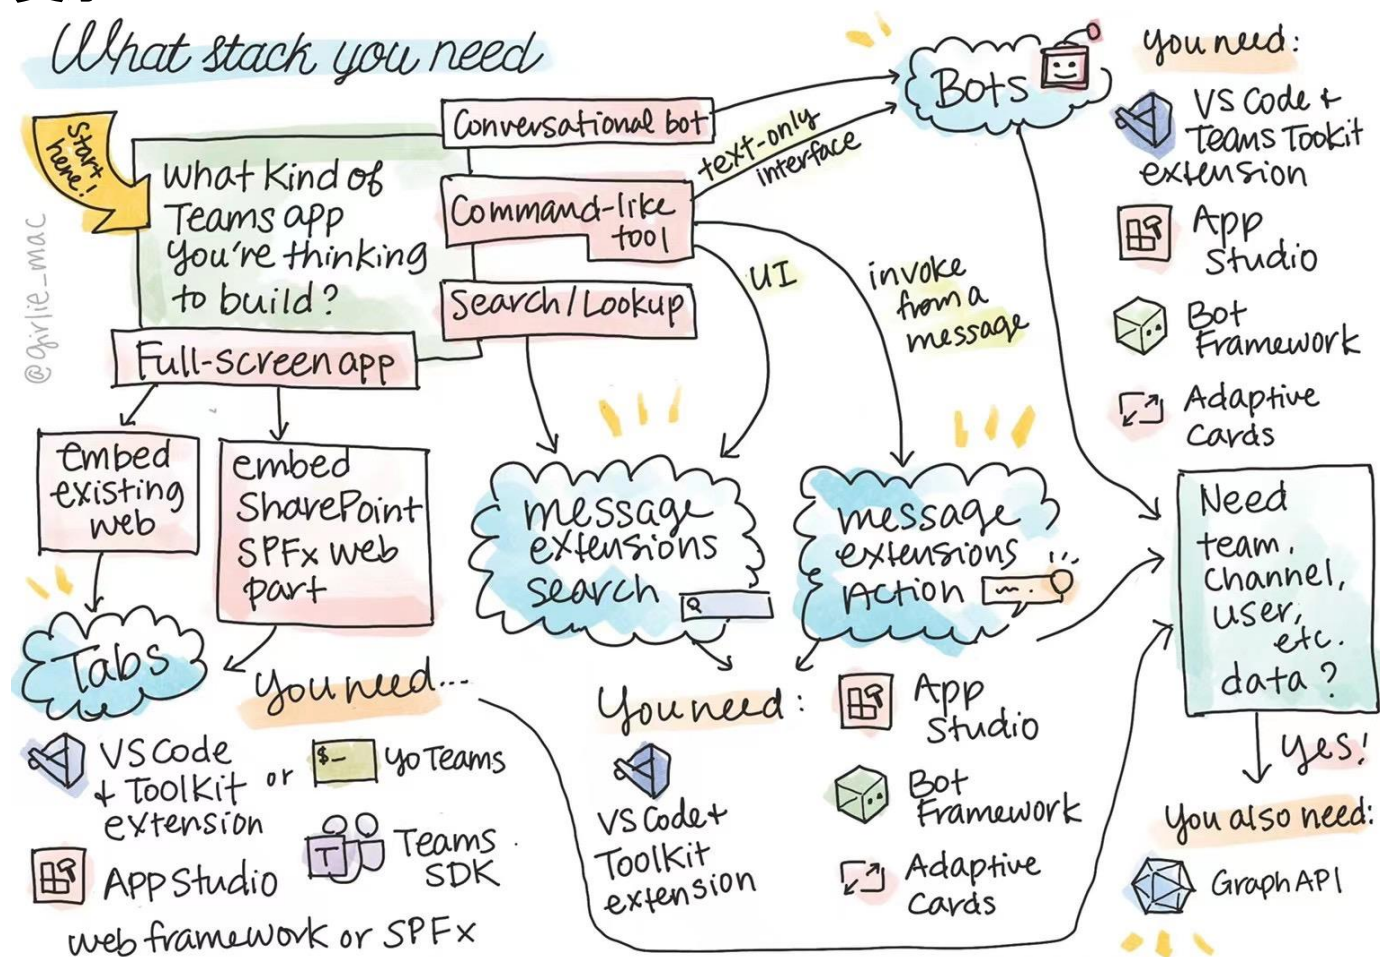 What stack you need
Start
here!
@girlie_mac
What Kind of
Teams app
you're thinking
to build?
Conversational bot
Command-like
tool
Search/Lookup
Full-screen app
text-only
interface
UI
invoke
from a
message
Bots
You need:
VS Code +
Teams Tookit
extension
App
Studio
Bot
Framework
Adaptive
Cards
embed
existing
web
embed
SharePoint
SPFx web
part
Tabs
message
extensions
search
message
extensions
Action
Need
team,
channel,
user,
etc.
data?
yes!
You also need:
Graph API
You need...
VS Code
+ ToolKit
extension
or
$-
yo Teams
App Studio
T
Teams
SDK
web framework or SPFx
You need:
VS Code +
ToolKit
extension
App
Studio
Bot
Framework
Adaptive
Cards